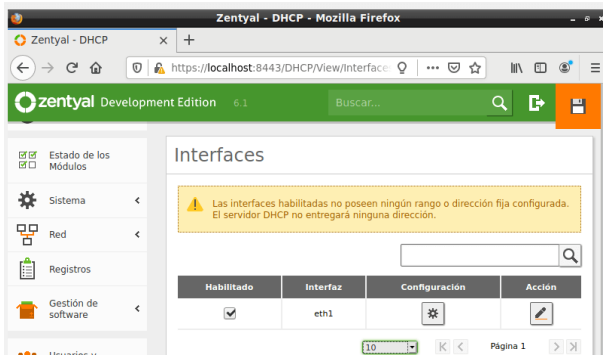 Zentyal - DHCP - Mozilla Firefox
Zentyal - DHCP
https://localhost:8443/DHCP/View/Interface
zentyal Development Edition 6.1
Buscar...
Estado de los
Módulos
Interfaces
Las interfaces habilitadas no poseen ningún rango o dirección fija configurada.
El servidor DHCP no entregará ninguna dirección.
Sistema
Red
Registros
Habilitado Interfaz Configuración Acción
Gestión de
software
eth1
10 Página 1
Usuarios y